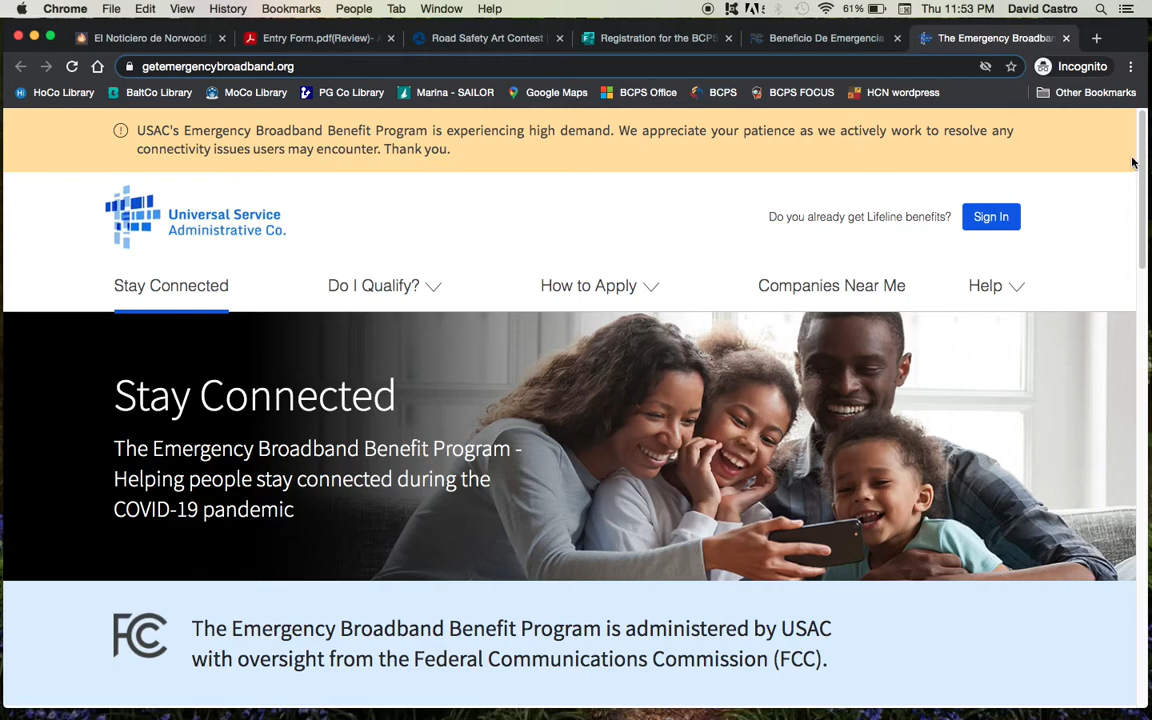 Chrome File Edit View History Bookmarks People Tab Window Help 61% Thu 11:53 PM David Castro
El Noticiero de Norwood Entry Form.pdf(Review)- A Road Safety Art Contest Registration for the BCPS Beneficio De Emergencia The Emergency Broadban
getemergencybroadband.org Incognito
HoCo Library BaltCo Library MoCo Library PG Co Library Marina - SAILOR Google Maps BCPS Office BCPS BCPS FOCUS HCN wordpress Other Bookmarks
USAC's Emergency Broadband Benefit Program is experiencing high demand. We appreciate your patience as we actively work to resolve any
connectivity issues users may encounter. Thank you.
Universal Service
Administrative Co.
Do you already get Lifeline benefits? Sign In
Stay Connected Do I Qualify? How to Apply Companies Near Me Help
Stay Connected
The Emergency Broadband Benefit Program -
Helping people stay connected during the
COVID-19 pandemic
FCC
The Emergency Broadband Benefit Program is administered by USAC
with oversight from the Federal Communications Commission (FCC).